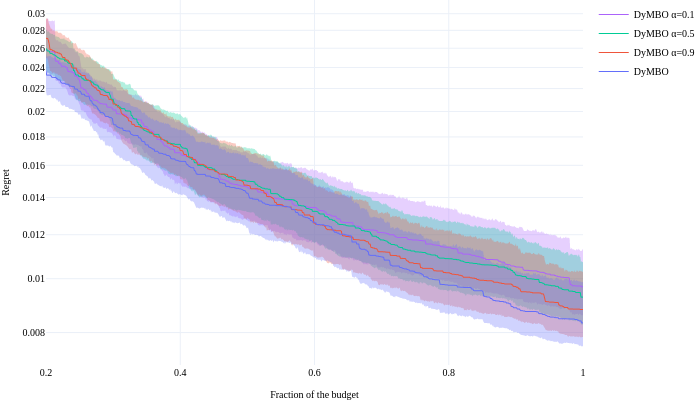 0.03
0.028
0.026
0.024
0.022
0.02
0.018
0.016
0.014
0.012
0.01
0.008
Regret
0.2 0.4 0.6 0.8 1
Fraction of the budget
DyMBO α=0.1
DyMBO α=0.5
DyMBO α=0.9
DyMBO